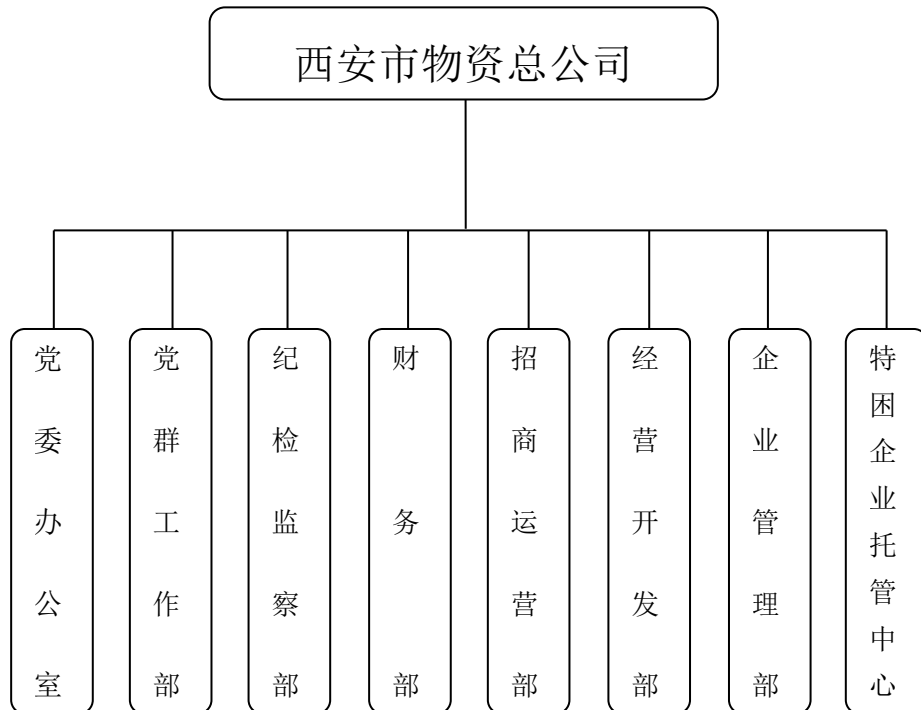 西安市物资总公司
党委办公室
党群工作部
纪检监察部
财务部
招商运营部
经营开发部
企业管理部
特困企业托管中心